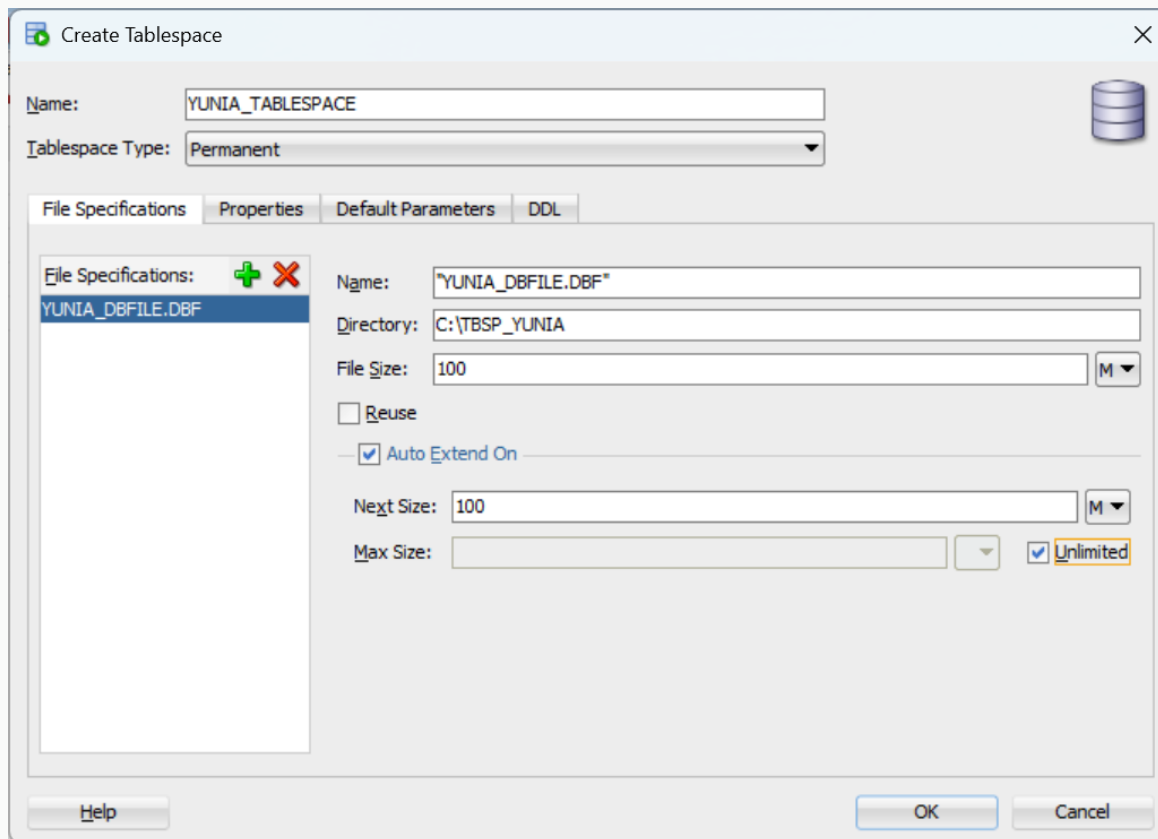 Create Tablespace
Name: YUNIA_TABLESPACE
Tablespace Type: Permanent
File Specifications Properties Default Parameters DDL
File Specifications:
YUNIA_DBFILE.DBF
Name: "YUNIA_DBFILE.DBF"
Directory: C:\TBSP_YUNIA
File Size: 100 M
Reuse
Auto Extend On
Next Size: 100 M
Max Size: Unlimited
Help OK Cancel